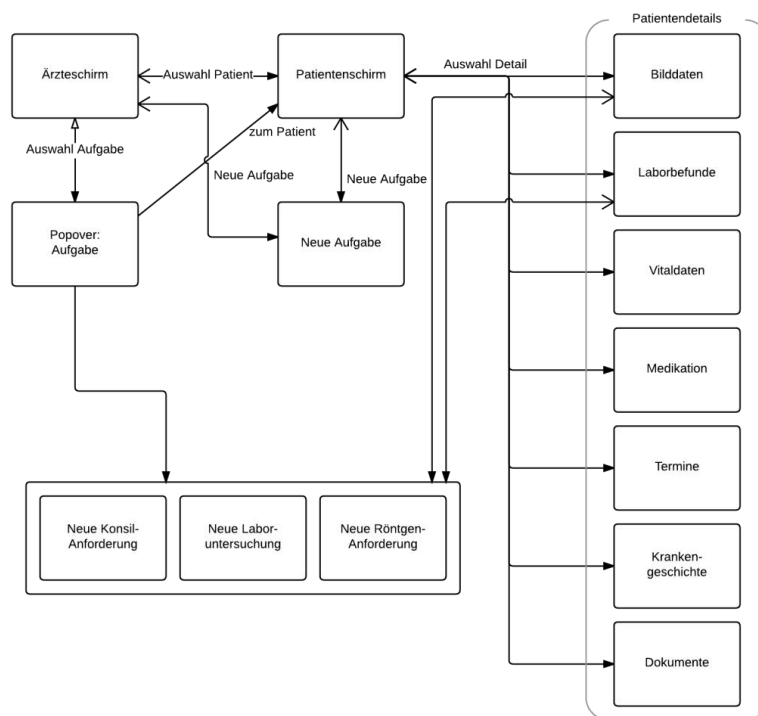 Patientendetails
Ärzteschirm
Auswahl Patient
Patientenschirm
Auswahl Detail
Bilddaten
zum Patient
Auswahl Aufgabe
Neue Aufgabe
Neue Aufgabe
Laborbefunde
Popover:
Aufgabe
Neue Aufgabe
Vitaldaten
Medikation
Termine
Neue Konsil-
Anforderung
Neue Labor-
untersuchung
Neue Röntgen-
Anforderung
Kranken-
geschichte
Dokumente